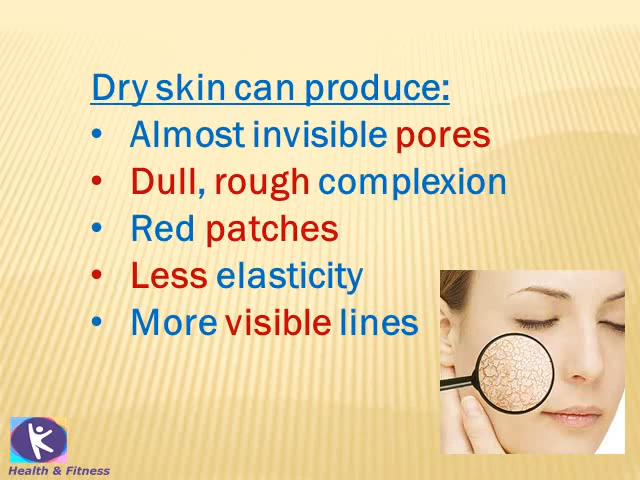 Dry skin can produce:
• Almost invisible pores
• Dull, rough complexion
• Red patches
• Less elasticity
• More visible lines
Health & Fitness